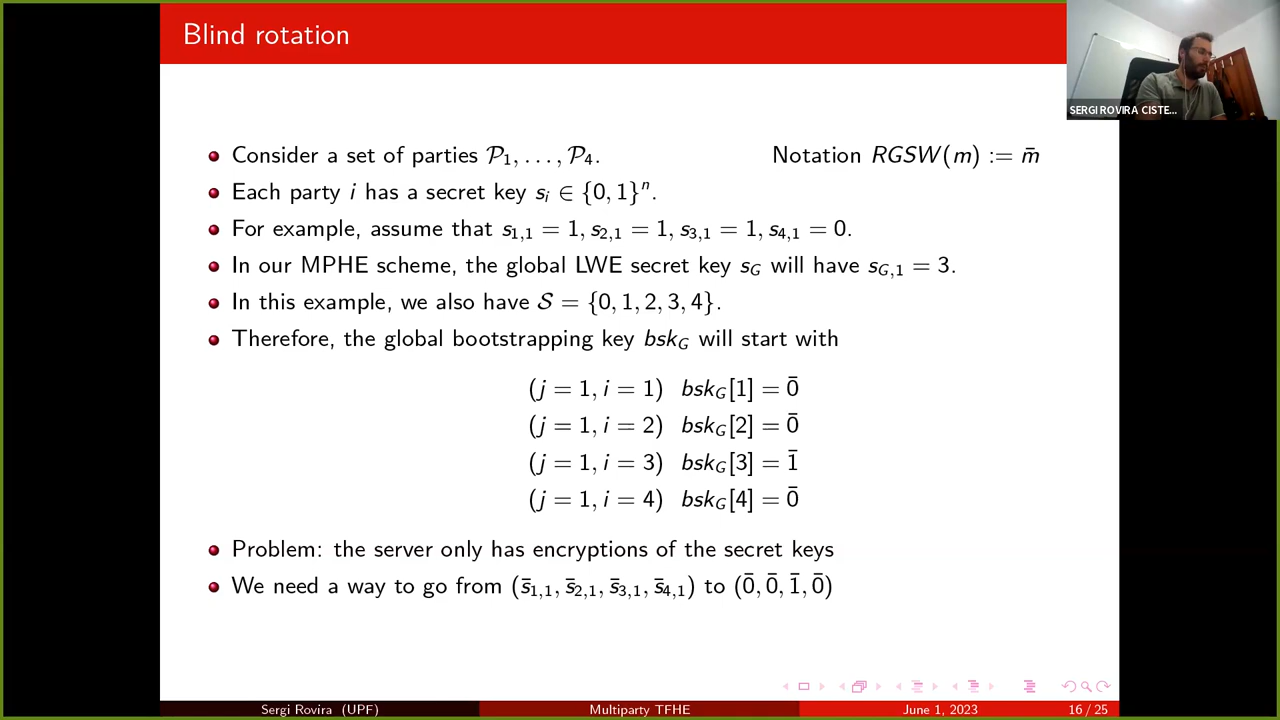 Blind rotation
SERGI ROVIRA CISTE...
Consider a set of parties 𝒫₁, . . . , 𝒫₄.
Notation RGSW(m) := m̄
Each party i has a secret key sᵢ ∈ {0, 1}ⁿ.
For example, assume that s₁,₁ = 1, s₂,₁ = 1, s₃,₁ = 1, s₄,₁ = 0.
In our MPHE scheme, the global LWE secret key s_G will have s_G,₁ = 3.
In this example, we also have 𝒮 = {0, 1, 2, 3, 4}.
Therefore, the global bootstrapping key bsk_G will start with
(j = 1, i = 1) bsk_G[1] = 0̄
(j = 1, i = 2) bsk_G[2] = 0̄
(j = 1, i = 3) bsk_G[3] = 1̄
(j = 1, i = 4) bsk_G[4] = 0̄
Problem: the server only has encryptions of the secret keys
We need a way to go from (s̄₁,₁, s̄₂,₁, s̄₃,₁, s̄₄,₁) to (0̄, 0̄, 1̄, 0̄)
Sergi Rovira (UPF)
Multiparty TFHE
June 1, 2023
16 / 25